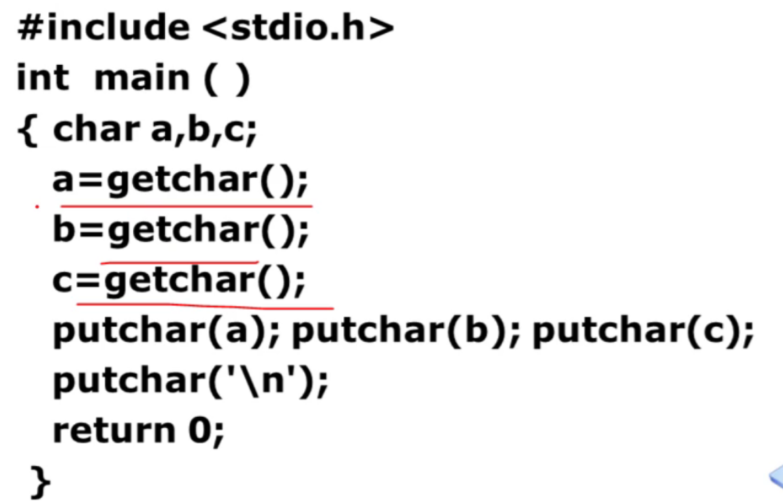 #include <stdio.h>
int main ( )
{ char a,b,c;
a=getchar();
b=getchar();
c=getchar();
putchar(a); putchar(b); putchar(c);
putchar('\n');
return 0;
}